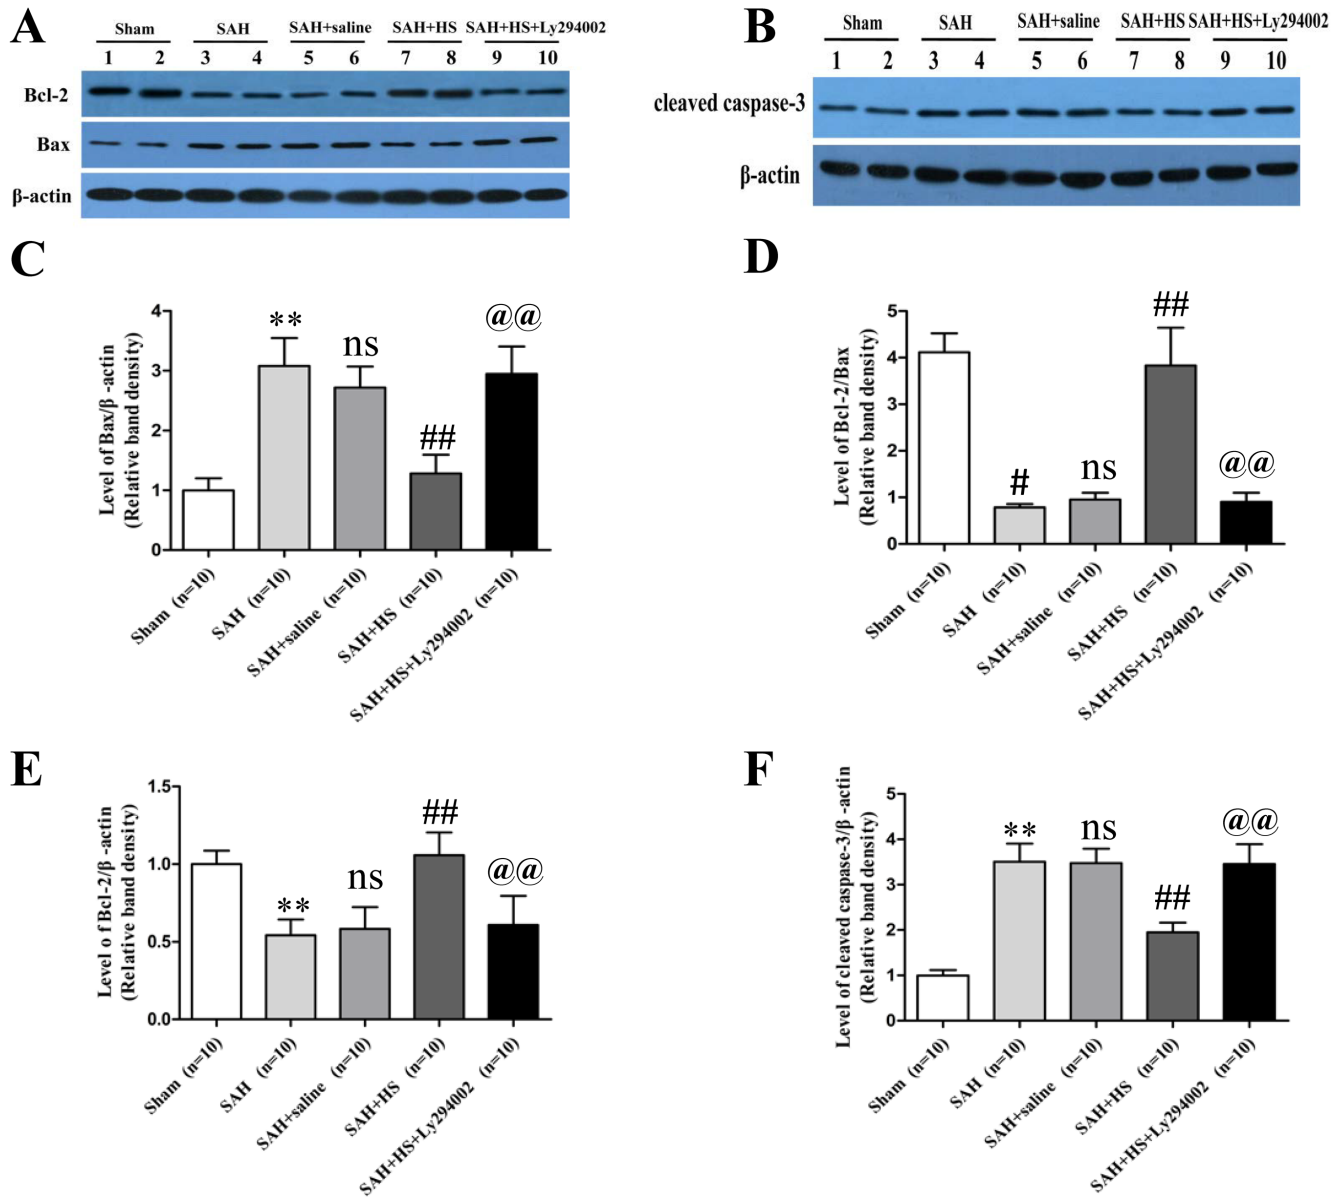 A
Sham SAH SAH+saline SAH+HS SAH+HS+Ly294002
1 2 3 4 5 6 7 8 9 10
Bcl-2
Bax
β-actin
B
Sham SAH SAH+saline SAH+HS SAH+HS+Ly294002
1 2 3 4 5 6 7 8 9 10
cleaved caspase-3
β-actin
C
Level of Bax/β -actin
(Relative band density)
4
3
2
1
0
**
ns
##
@@
Sham (n=10)
SAH (n=10)
SAH+saline (n=10)
SAH+HS (n=10)
SAH+HS+Ly294002 (n=10)
D
Level of Bcl-2/Bax
(Relative band density)
5
4
3
2
1
0
#
ns
##
@@
Sham (n=10)
SAH (n=10)
SAH+saline (n=10)
SAH+HS (n=10)
SAH+HS+Ly294002 (n=10)
E
Level o f Bcl-2/β -actin
(Relative band density)
1.5
1.0
0.5
0.0
**
ns
##
@@
Sham (n=10)
SAH (n=10)
SAH+saline (n=10)
SAH+HS (n=10)
SAH+HS+Ly294002 (n=10)
F
Level of cleaved caspase-3/β -actin
(Relative band density)
5
4
3
2
1
0
**
ns
##
@@
Sham (n=10)
SAH (n=10)
SAH+saline (n=10)
SAH+HS (n=10)
SAH+HS+Ly294002 (n=10)